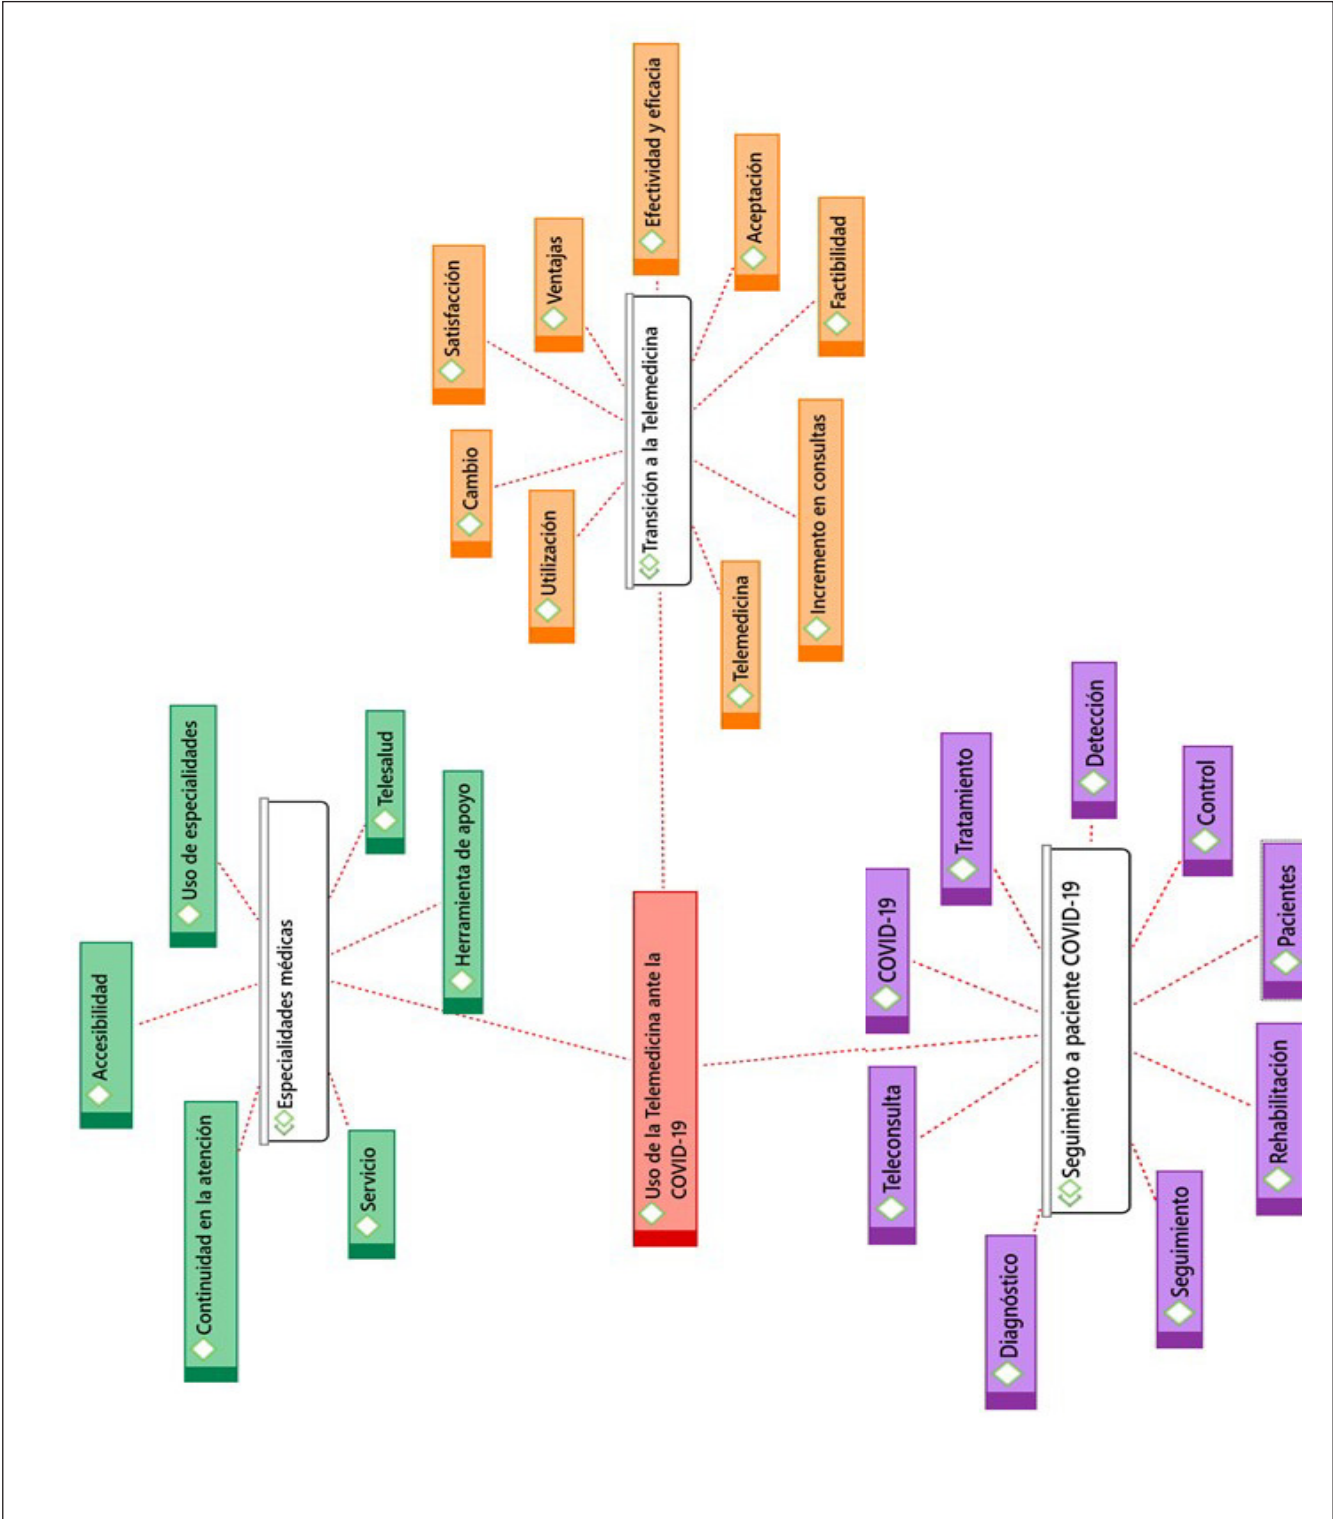 Continuidad en la atención
Accesibilidad
Uso de especialidades
Especialidades médicas
Servicio
Telesalud
Herramienta de apoyo
Uso de la Telemedicina ante la
COVID-19
Cambio
Satisfacción
Utilización
Ventajas
Efectividad y eficacia
Transición a la Telemedicina
Telemedicina
Aceptación
Incremento en consultas
Factibilidad
Teleconsulta
COVID-19
Diagnóstico
Tratamiento
Seguimiento a paciente COVID-19
Detección
Seguimiento
Control
Rehabilitación
Pacientes